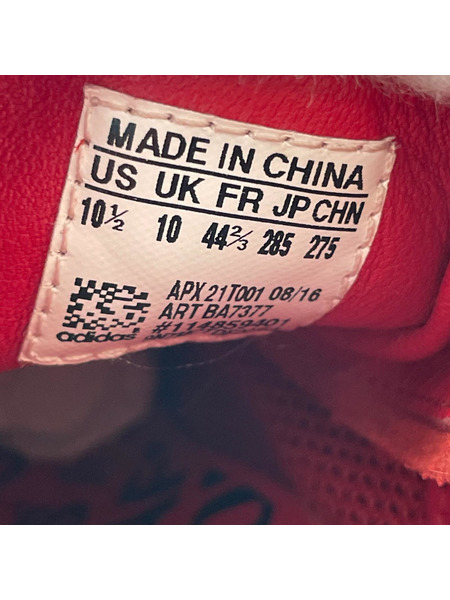 MADE IN CHINA
US UK FR JP CHN
10½ 10 44⅔ 285 275
APX 21T001 08/16
ART BA7377
#114859401
adidas